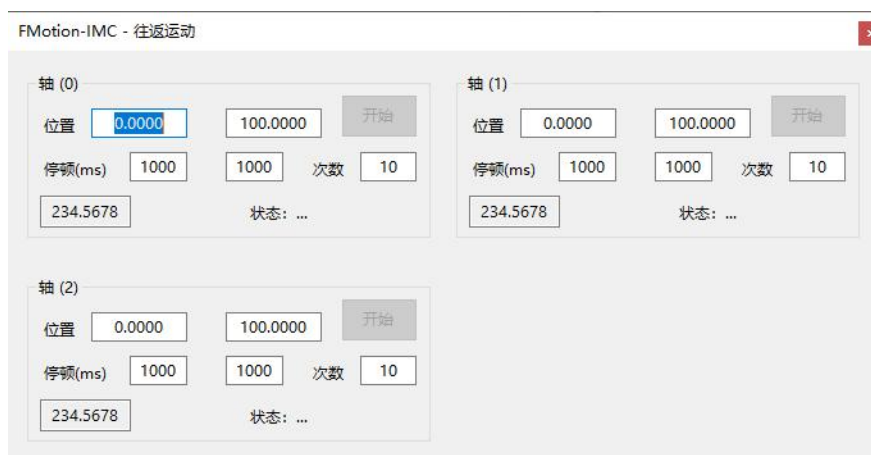 FMotion-IMC - 往返运动
轴 (0)
位置 0.0000 100.0000 开始
停顿(ms) 1000 1000 次数 10
234.5678 状态: ...
轴 (1)
位置 0.0000 100.0000 开始
停顿(ms) 1000 1000 次数 10
234.5678 状态: ...
轴 (2)
位置 0.0000 100.0000 开始
停顿(ms) 1000 1000 次数 10
234.5678 状态: ...